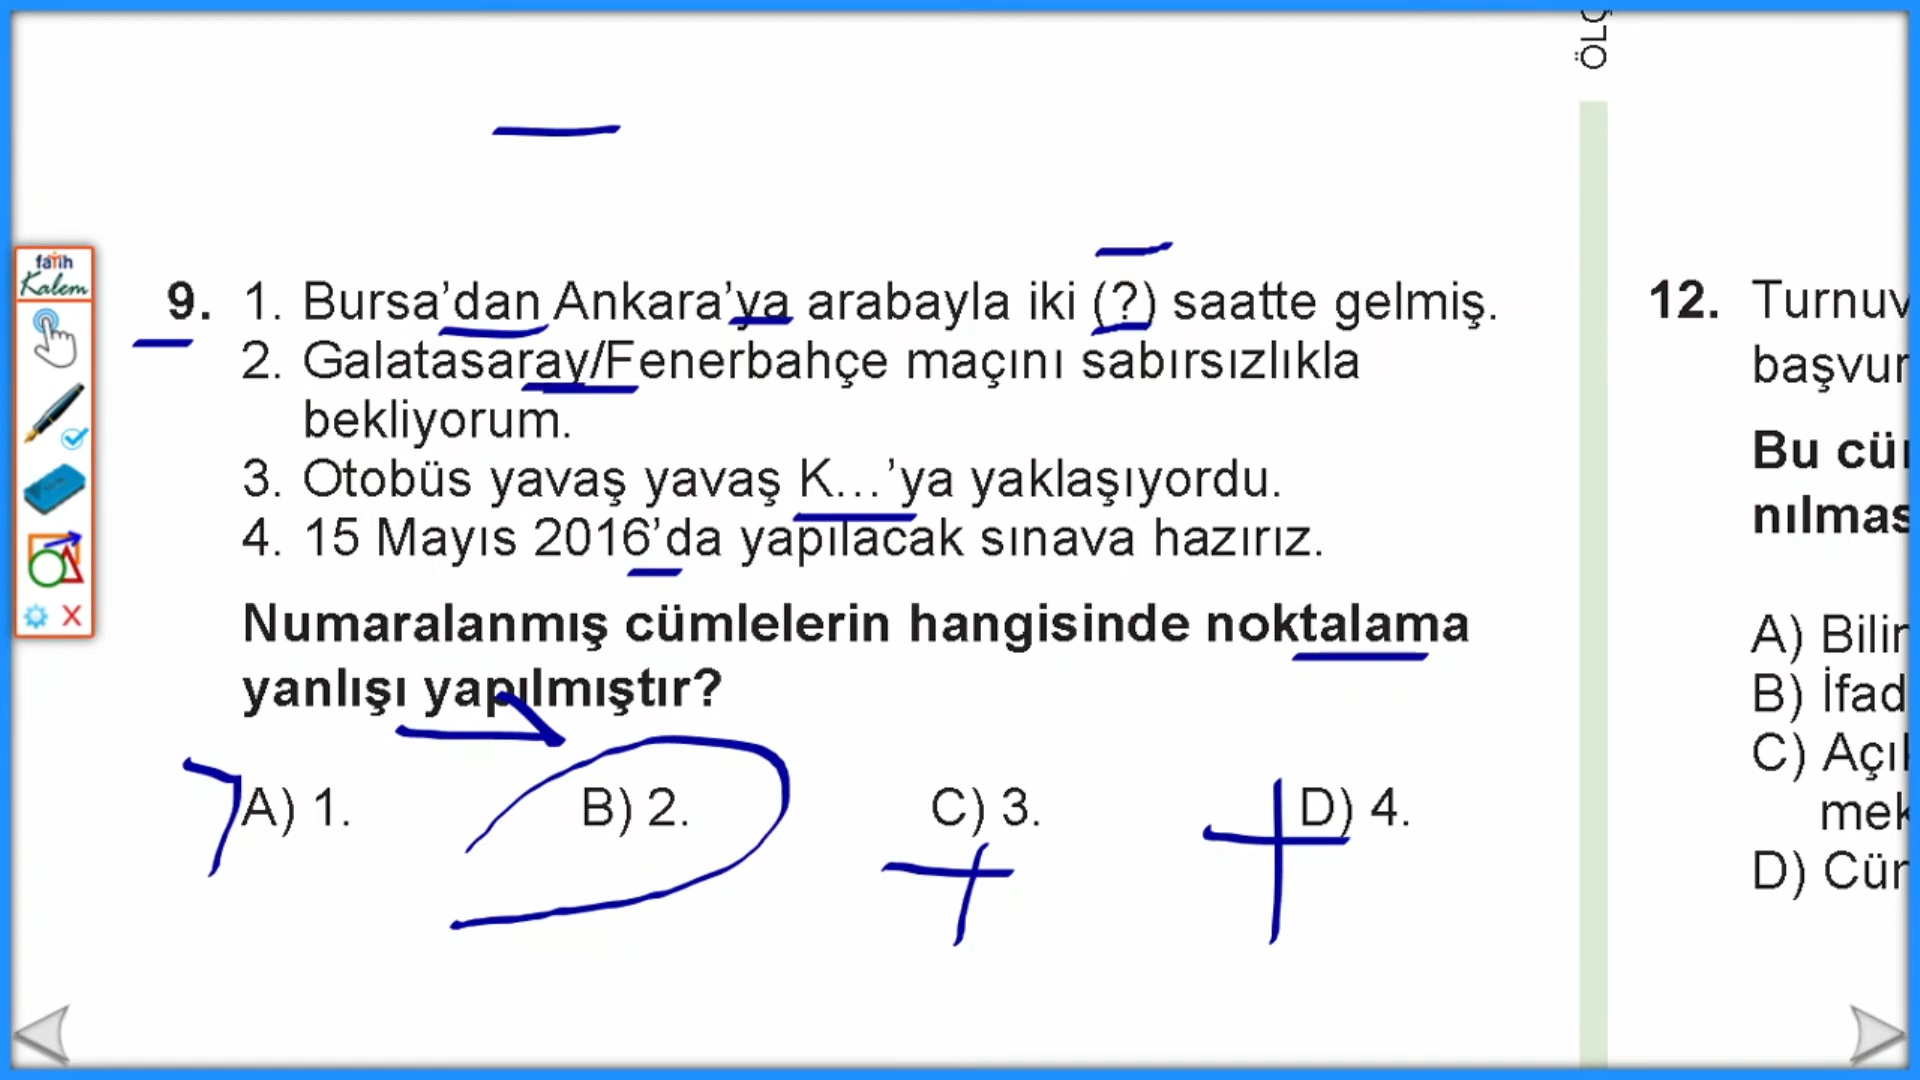 ÖLÇ
fatih
Kalem
9. 1. Bursa’dan Ankara’ya arabayla iki (?) saatte gelmiş.
2. Galatasaray/Fenerbahçe maçını sabırsızlıkla
bekliyorum.
3. Otobüs yavaş yavaş K...’ya yaklaşıyordu.
4. 15 Mayıs 2016’da yapılacak sınava hazırız.
Numaralanmış cümlelerin hangisinde noktalama
yanlışı yapılmıştır?
A) 1. B) 2. C) 3. D) 4.
12. Turnuv
başvur
Bu cü
nılmas
A) Bilir
B) İfad
C) Açıl
mek
D) Cür